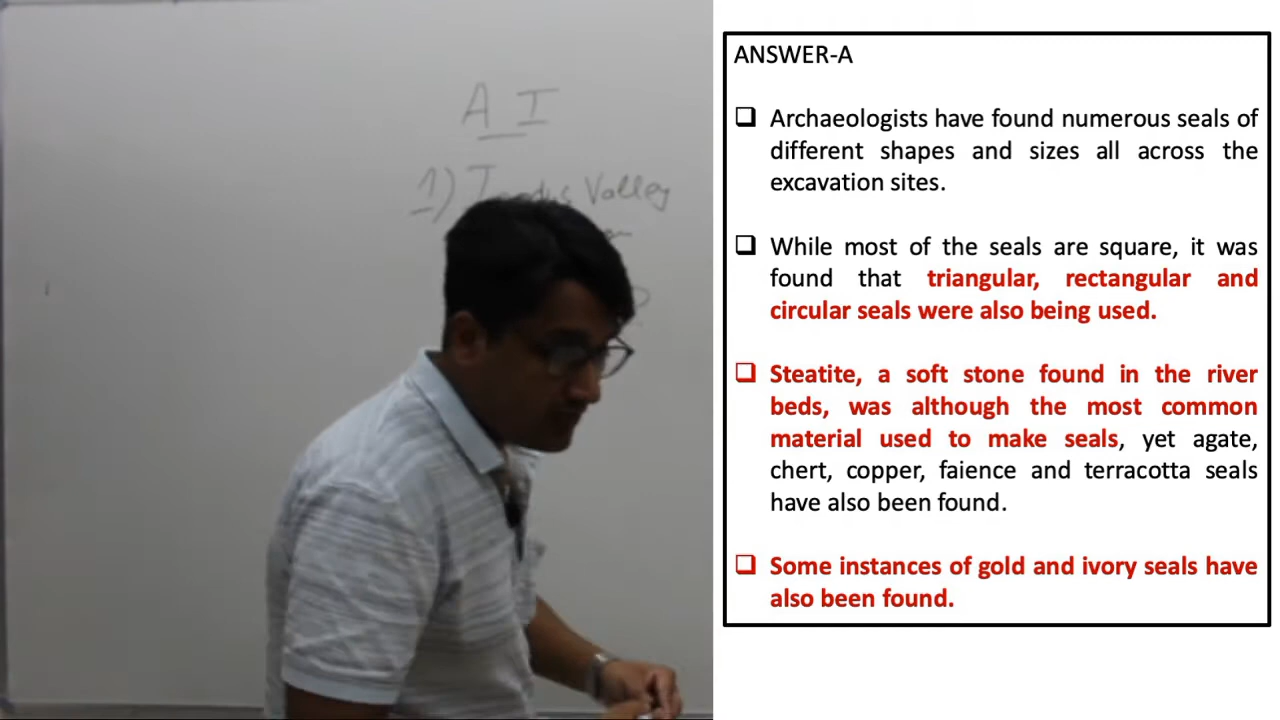 A I
1) Indus Valley
ANSWER-A
❑ Archaeologists have found numerous seals of
different shapes and sizes all across the
excavation sites.
❑ While most of the seals are square, it was
found that triangular, rectangular and
circular seals were also being used.
❑ Steatite, a soft stone found in the river
beds, was although the most common
material used to make seals, yet agate,
chert, copper, faience and terracotta seals
have also been found.
❑ Some instances of gold and ivory seals have
also been found.